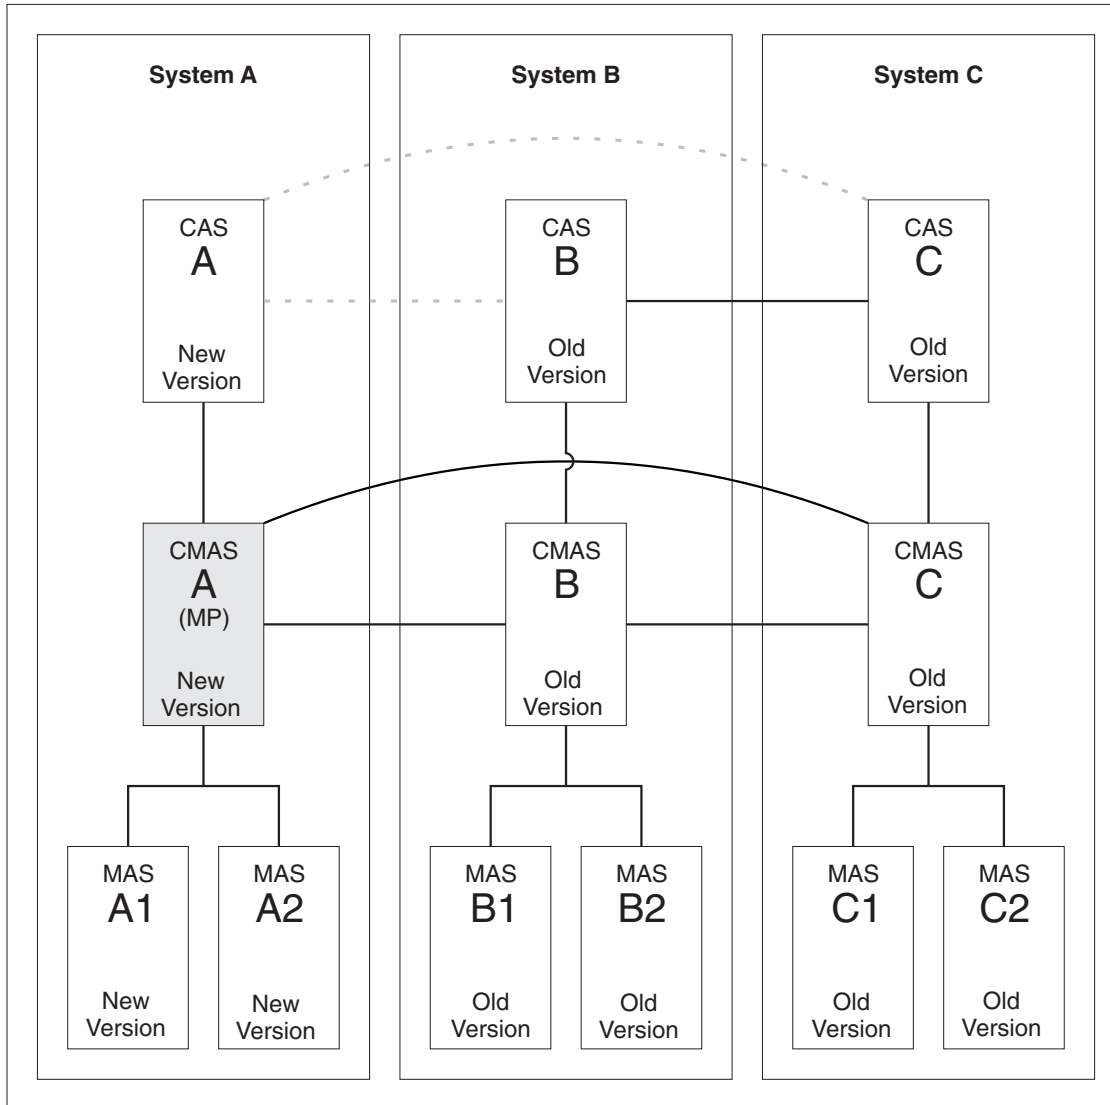 System A
System B
System C
CAS
A
New
Version
CAS
B
Old
Version
CAS
C
Old
Version
CMAS
A
(MP)
New
Version
CMAS
B
Old
Version
CMAS
C
Old
Version
MAS
A1
New
Version
MAS
A2
New
Version
MAS
B1
Old
Version
MAS
B2
Old
Version
MAS
C1
Old
Version
MAS
C2
Old
Version